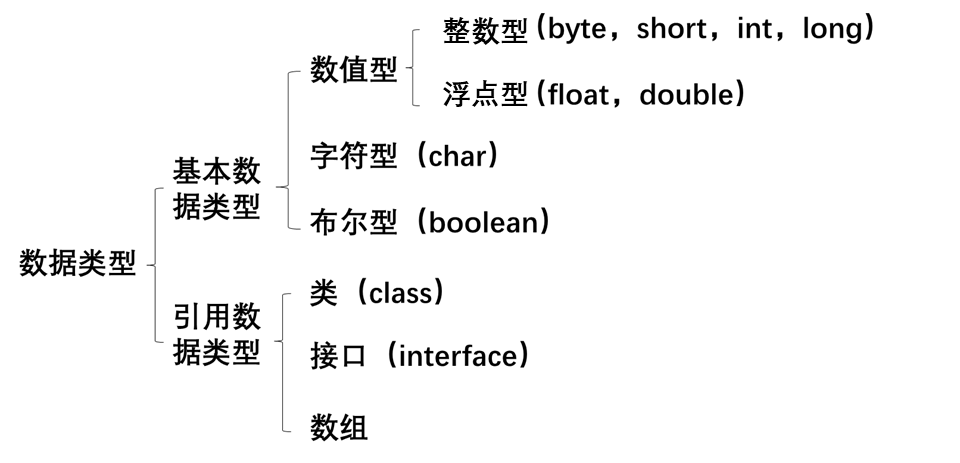 整数型（byte，short，int，long）
数值型
浮点型（float，double）
字符型（char）
基本数
据类型
布尔型（boolean）
数据类型
类（class）
引用数
据类型
接口（interface）
数组